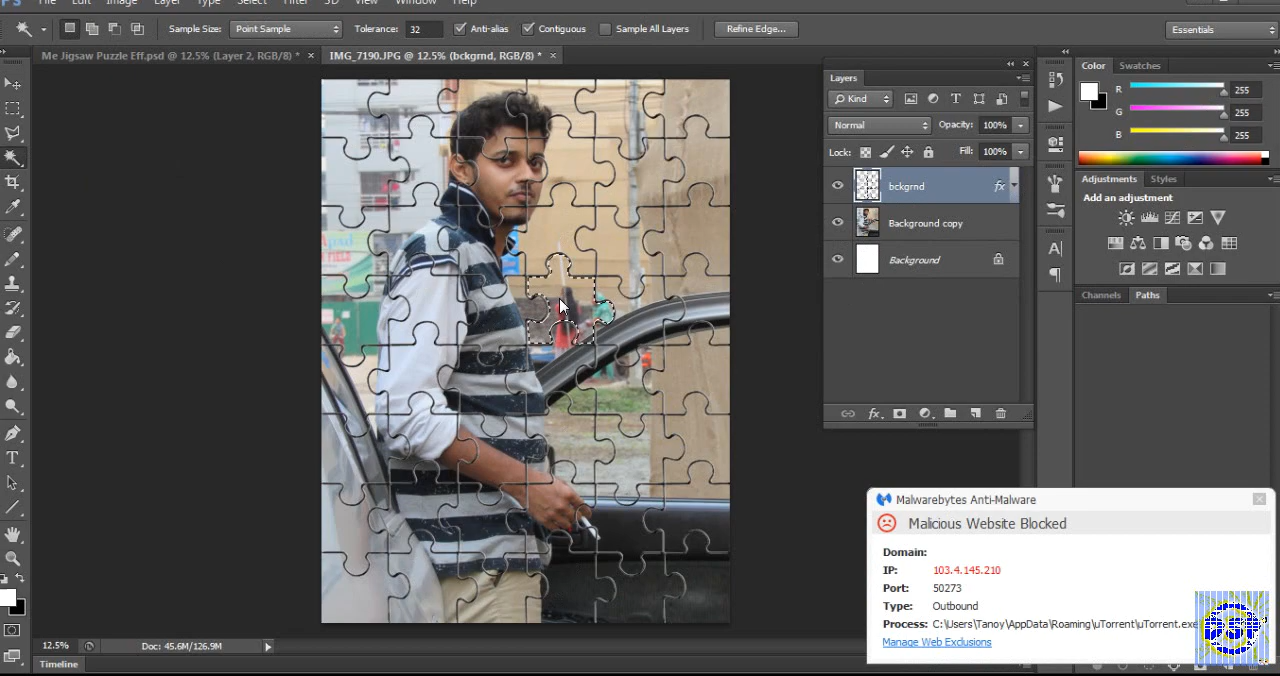 PS File Edit Image Layer Type Select Filter 3D View Window Help
Sample Size: Point Sample Tolerance: 32 Anti-alias Contiguous Sample All Layers Refine Edge... Essentials
Me Jigsaw Puzzle Eff.psd @ 12.5% (Layer 2, RGB/8) * × IMG_7190.JPG @ 12.5% (bckgrnd, RGB/8) * ×
Layers
Kind
Normal Opacity: 100%
Lock: Fill: 100%
bckgrnd fx
Background copy
Background
fx
Color Swatches
R 255
G 255
B 255
Adjustments Styles
Add an adjustment
Channels Paths
Malwarebytes Anti-Malware
Malicious Website Blocked
Domain:
IP: 103.4.145.210
Port: 50273
Type: Outbound
Process: C:\Users\Tanoy\AppData\Roaming\uTorrent\uTorrent.exe
Manage Web Exclusions
12.5% Doc: 45.6M/126.9M
Timeline